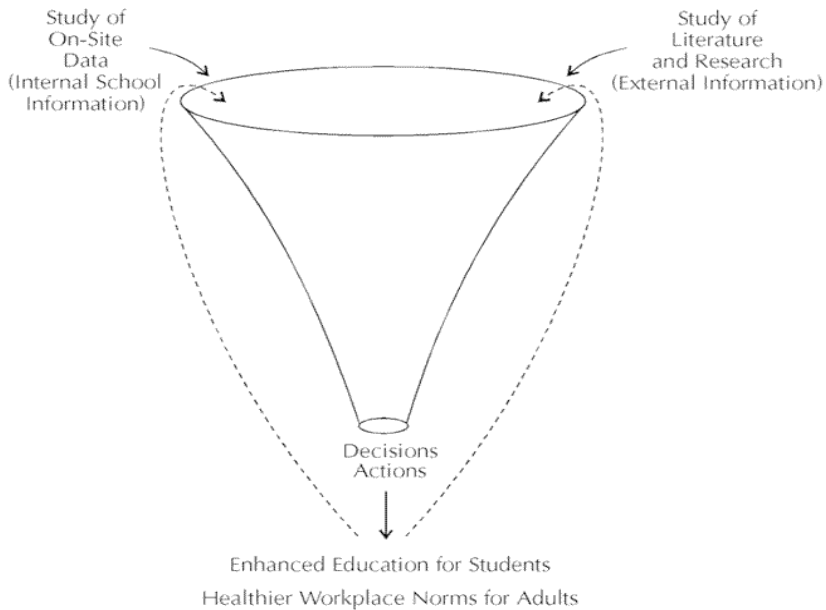 Study of
On-Site
Data
(Internal School
Information)
Study of
Literature
and Research
(External Information)
Decisions
Actions
Enhanced Education for Students
Healthier Workplace Norms for Adults